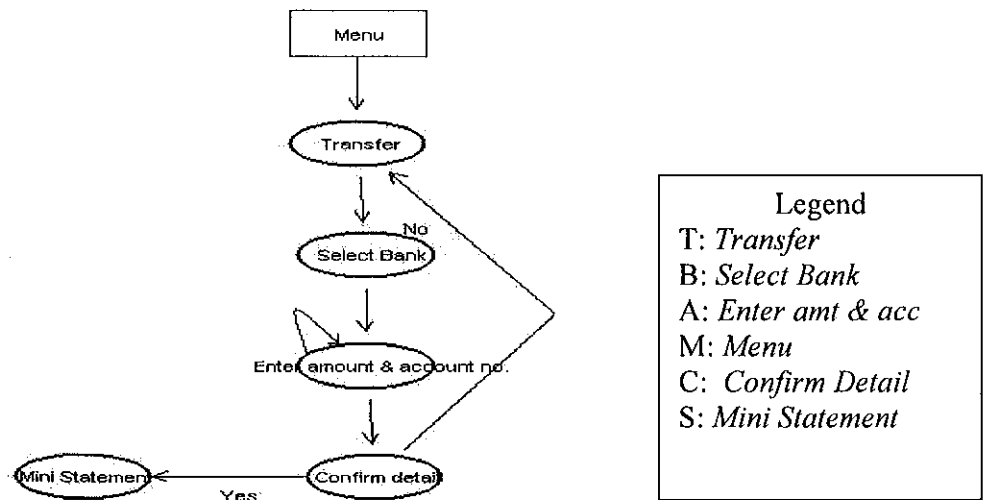 Menu
Transfer
No
Select Bank
Enter amount & account no.
Confirm detail
Mini Statemen
Yes
Legend
T: Transfer
B: Select Bank
A: Enter amt & acc
M: Menu
C: Confirm Detail
S: Mini Statement